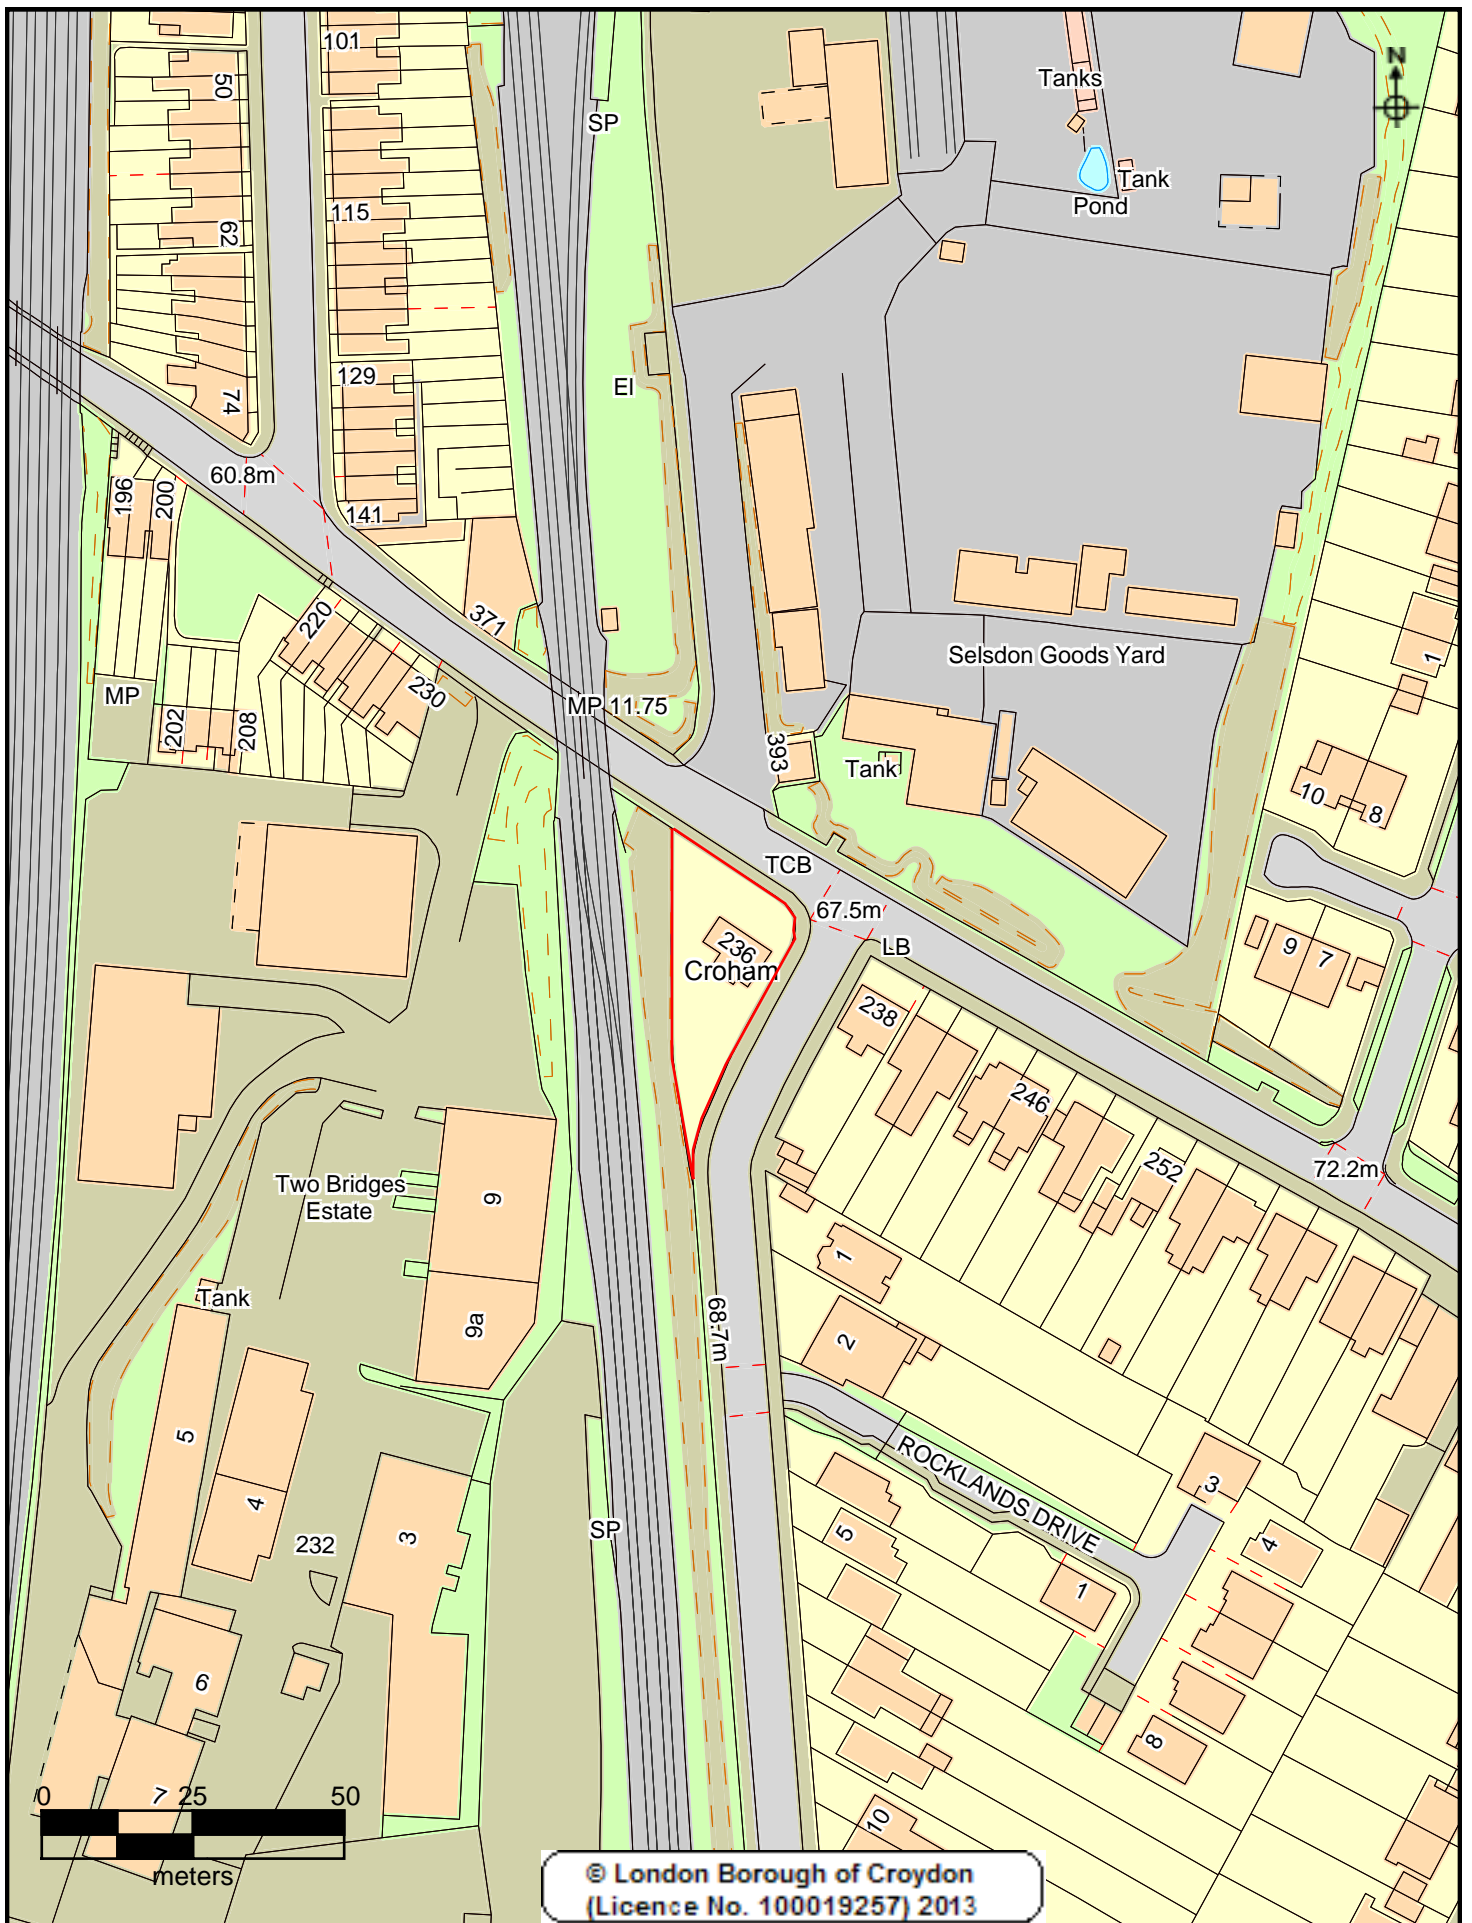 101
50
SP
Tanks
N
Tank
Pond
115
62
129
74
El
60.8m
196
200
141
371
220
Selsdon Goods Yard
1
MP
230
MP 11.75
202
208
393
Tank
10
8
TCB
67.5m
LB
236
Croham
9
7
238
246
252
72.2m
Two Bridges
Estate
9
1
Tank
9a
68.7m
2
5
ROCKLANDS DRIVE
3
4
3
232
SP
5
4
1
6
8
7
10
0
25
50
meters
© London Borough of Croydon
(Licence No. 100019257) 2013